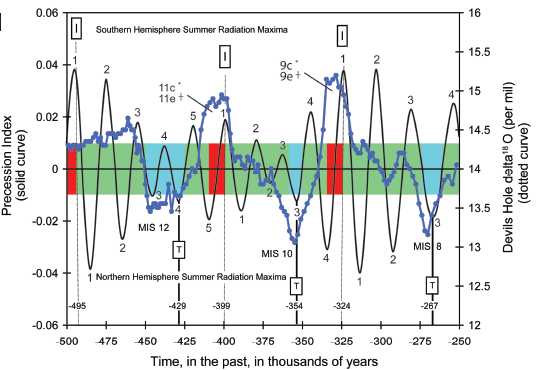 I
Southern Hemisphere Summer Radiation Maxima
I
I
0.06
0.04
0.02
0
-0.02
-0.04
-0.06
Precession Index
(solid curve)
16
15.5
15
14.5
14
13.5
13
12.5
12
Devils Hole delta¹⁸O (per mil)
(dotted curve)
1
2
3
4
5
1
2
3
4
1
3
2
4
11c *
11e †
9c *
9e †
1
2
3
4
5
1
2
3
4
1
2
3
MIS 12
MIS 10
MIS 8
T
T
T
Northern Hemisphere Summer Radiation Maxima
-495
-429
-399
-354
-324
-267
-500
-475
-450
-425
-400
-375
-350
-325
-300
-275
-250
Time, in the past, in thousands of years